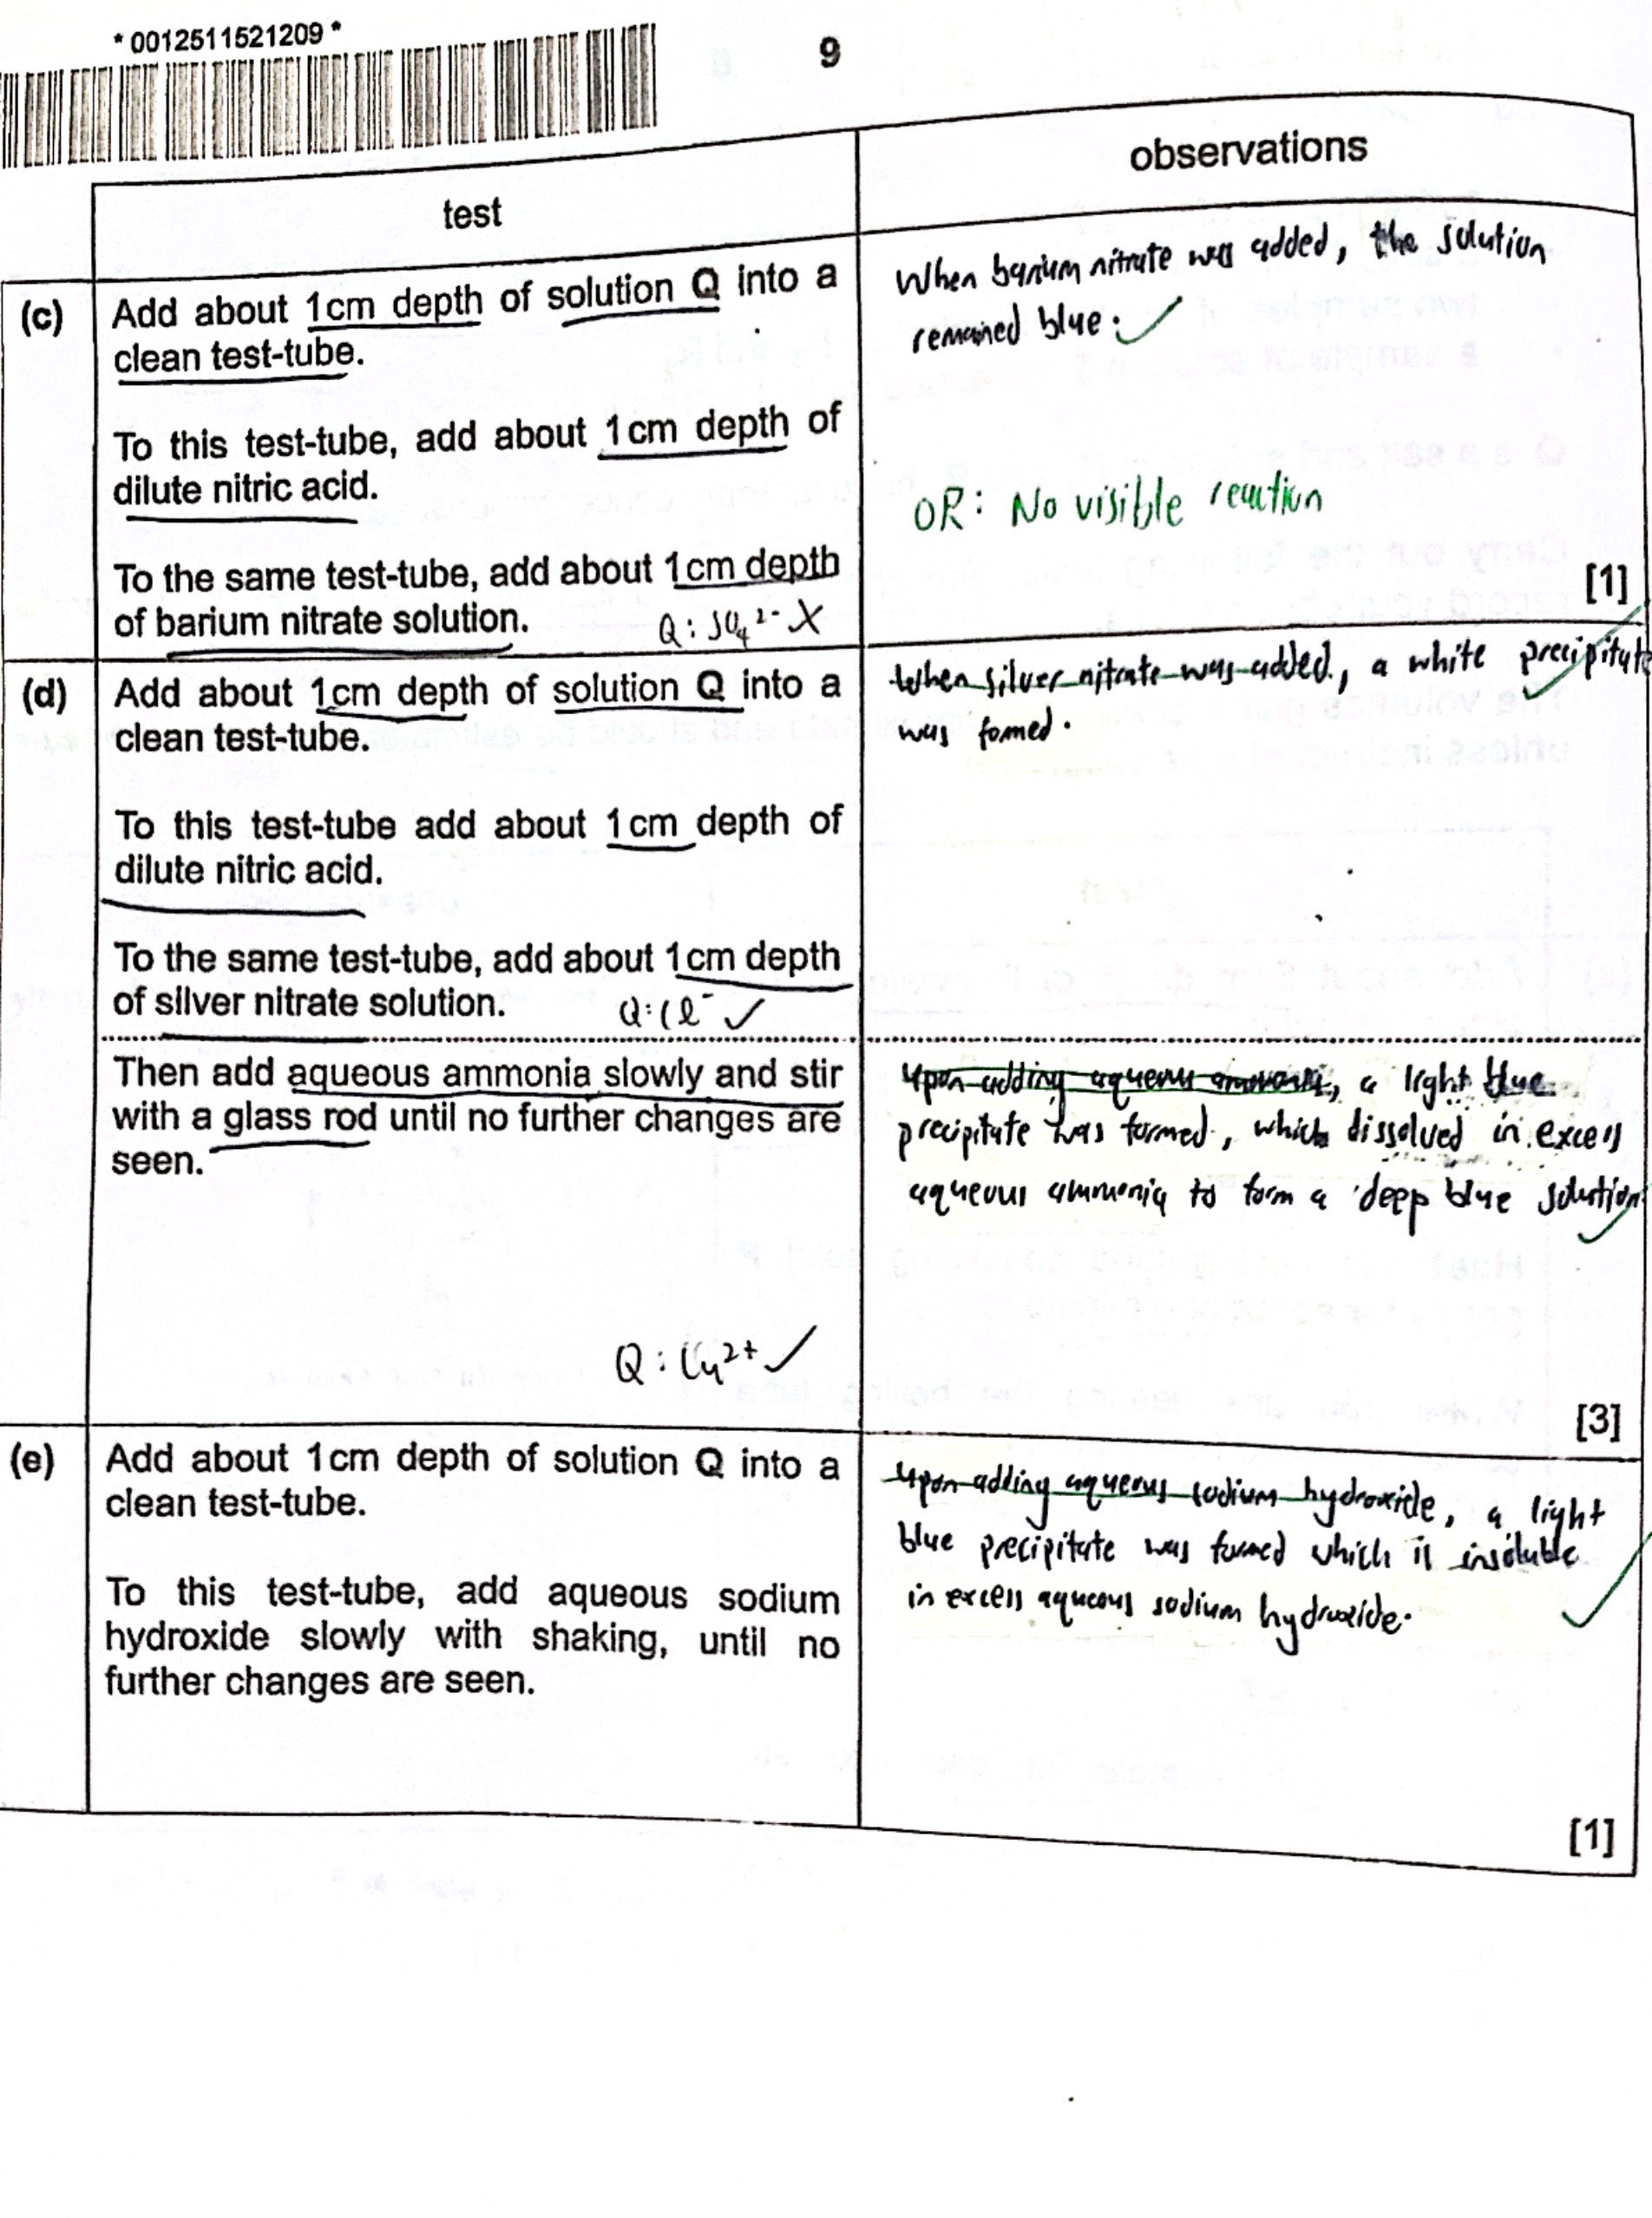 * 0012511521209 *
9
test
observations
(c)
Add about 1cm depth of solution Q into a
clean test-tube.
To this test-tube, add about 1cm depth of
dilute nitric acid.
To the same test-tube, add about 1cm depth
of barium nitrate solution.
Q: SO₄²⁻ X
When barium nitrate was added, the solution
remained blue.
OR: No visible reaction
[1]
(d)
Add about 1cm depth of solution Q into a
clean test-tube.
To this test-tube add about 1cm depth of
dilute nitric acid.
To the same test-tube, add about 1cm depth
of silver nitrate solution.
Q: Cl⁻ ✓
When silver nitrate was added, a white precipitate
was formed.
Then add aqueous ammonia slowly and stir
with a glass rod until no further changes are
seen.
Q: Cu²⁺ ✓
Upon adding aqueous ammonia, a light blue
precipitate was formed, which dissolved in excess
aqueous ammonia to form a deep blue solution
[3]
(e)
Add about 1cm depth of solution Q into a
clean test-tube.
To this test-tube, add aqueous sodium
hydroxide slowly with shaking, until no
further changes are seen.
Upon adding aqueous sodium hydroxide, a light
blue precipitate was formed which is insoluble
in excess aqueous sodium hydroxide.
[1]